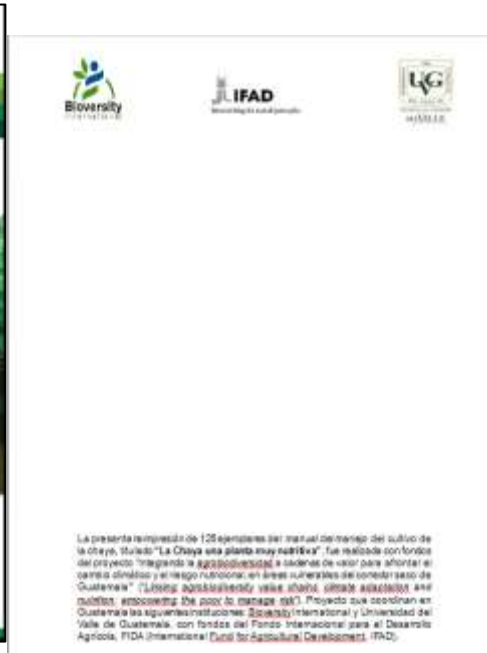 Bioversity
International
IFAD
UVG
DEL VALLE
La presente reimpresión de 125 ejemplares del manual del manejo del cultivo de
la chaya, titulado "La Chaya una planta muy nutritiva", fue realizada con fondos
del proyecto "Integrando la agrobiodiversidad a cadenas de valor para afrontar el
cambio climático y el riesgo nutricional, en áreas vulnerables del corredor seco de
Guatemala" ("Linking agrobiodiversity value chains, climate adaptation and
nutrition: empowering the poor to manage risk"). Proyecto que coordinan en
Guatemala las siguientes instituciones: Bioversity International y Universidad del
Valle de Guatemala, con fondos del Fondo Internacional para el Desarrollo
Agrícola, FIDA (International Fund for Agricultural Development, IFAD).